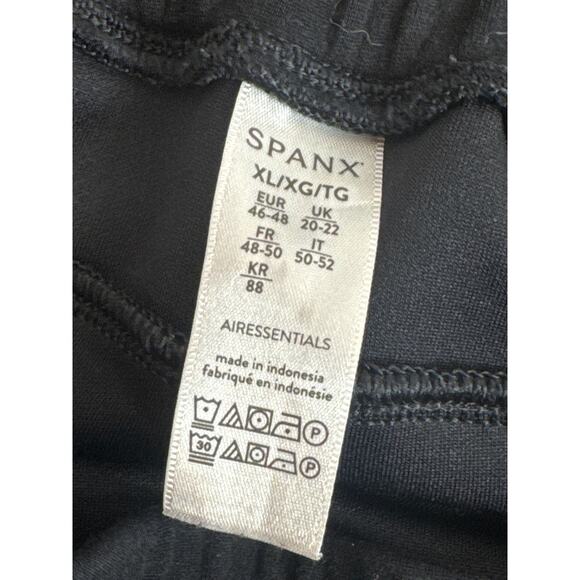 SPANX
XL/XG/TG
EUR UK
46-48 20-22
FR IT
48-50 50-52
KR
88
AIRESSENTIALS
made in indonesia
fabriqué en indonésie
P
30 P